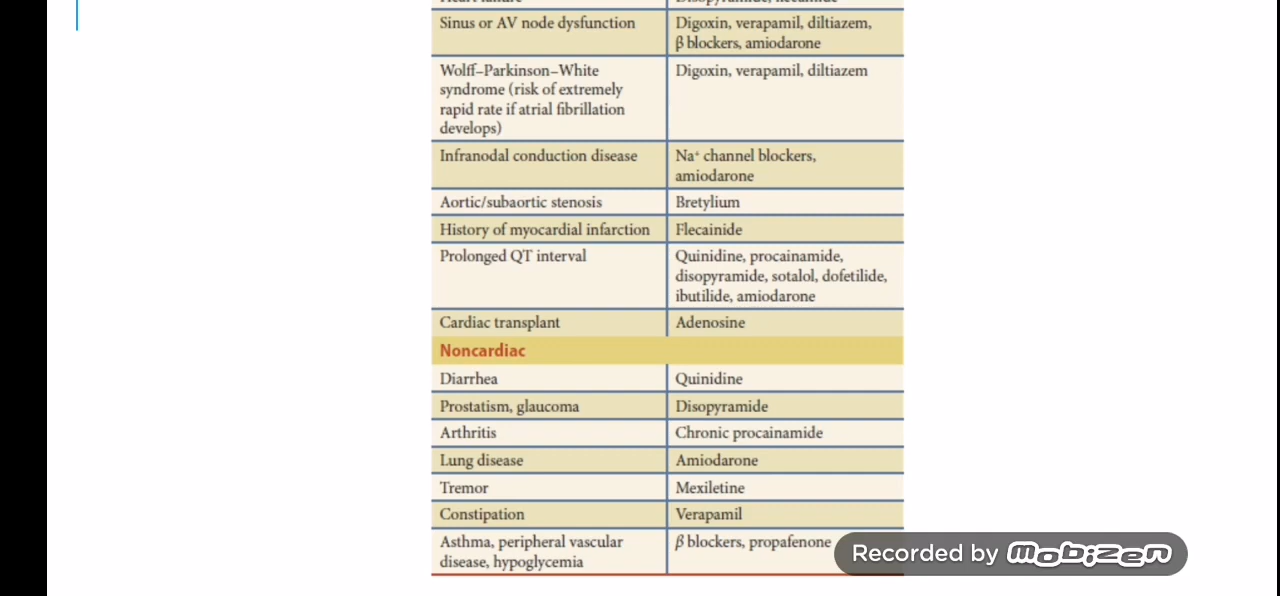 Sinus or AV node dysfunction
Digoxin, verapamil, diltiazem,
β blockers, amiodarone
Wolff–Parkinson–White
syndrome (risk of extremely
rapid rate if atrial fibrillation
develops)
Digoxin, verapamil, diltiazem
Infranodal conduction disease
Na⁺ channel blockers,
amiodarone
Aortic/subaortic stenosis
Bretylium
History of myocardial infarction
Flecainide
Prolonged QT interval
Quinidine, procainamide,
disopyramide, sotalol, dofetilide,
ibutilide, amiodarone
Cardiac transplant
Adenosine
Noncardiac
Diarrhea
Quinidine
Prostatism, glaucoma
Disopyramide
Arthritis
Chronic procainamide
Lung disease
Amiodarone
Tremor
Mexiletine
Constipation
Verapamil
Asthma, peripheral vascular
disease, hypoglycemia
β blockers, propafenone
Recorded by mobizen